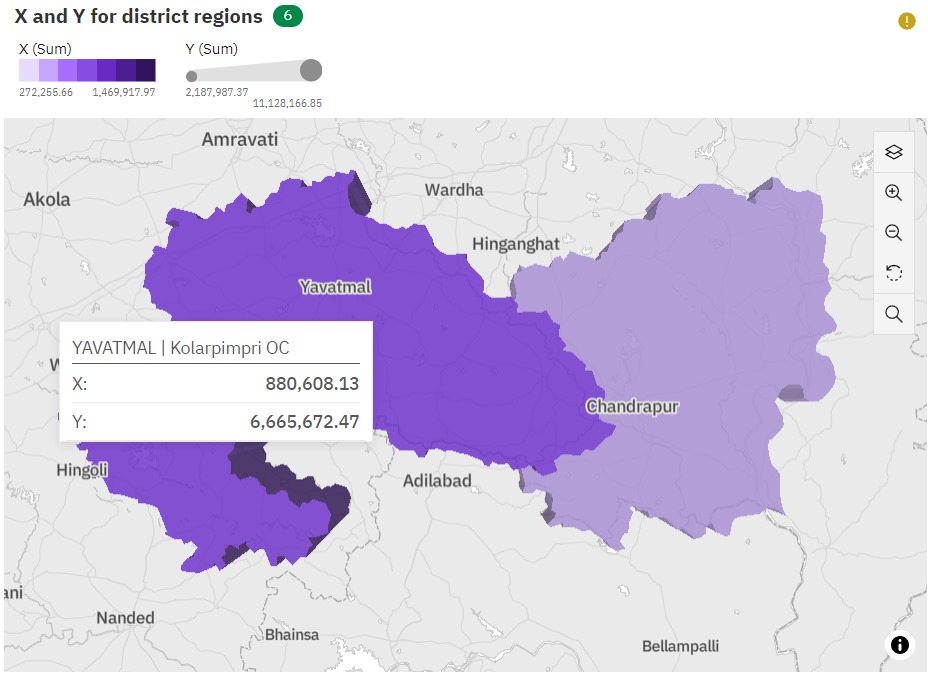 X and Y for district regions 6
X (Sum)
Y (Sum)
272,255.66 1,469,917.97
2,187,987.37
11,128,166.85
Amravati
Akola
Wardha
Hinganghat
Yavatmal
YAVATMAL | Kolarpimpri OC
X: 880,608.13
Y: 6,665,672.47
Chandrapur
Hingoli
Adilabad
ani
Nanded
Bhainsa
Bellampalli